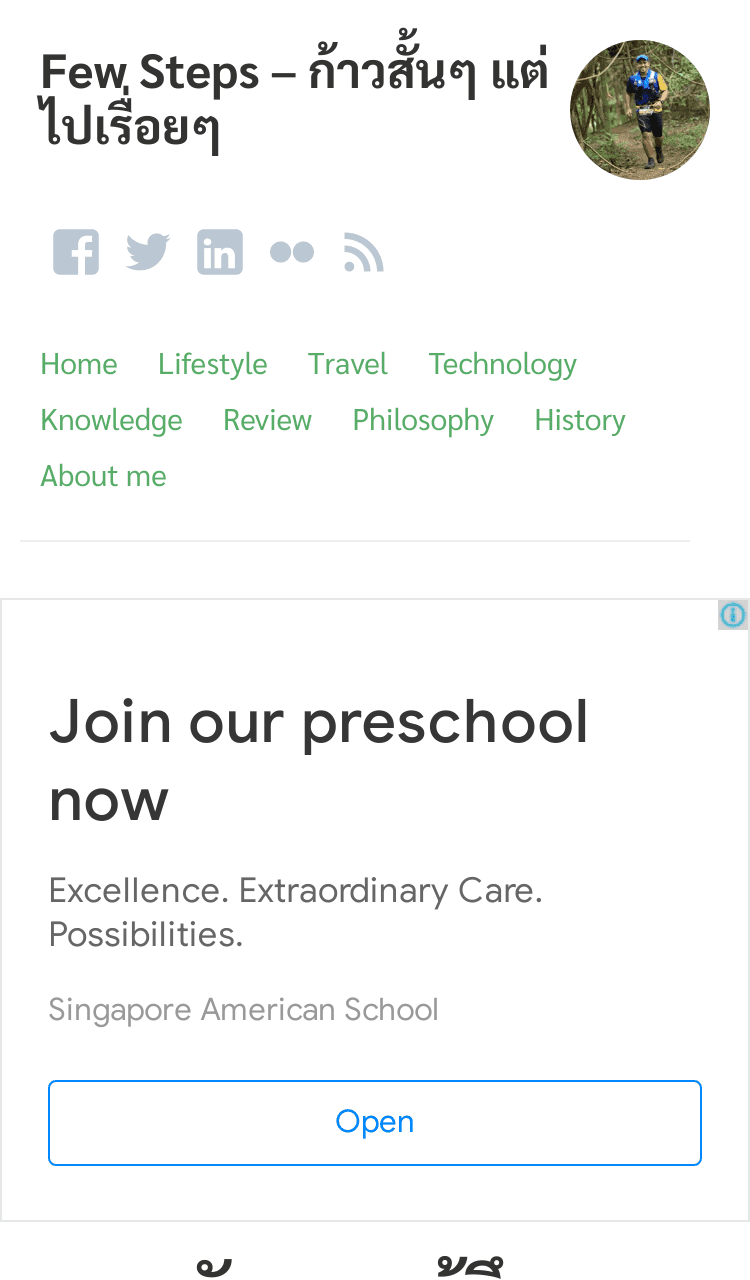 Few Steps – ก้าวสั้นๆ แต่
ไปเรื่อยๆ
Home Lifestyle Travel Technology
Knowledge Review Philosophy History
About me
Join our preschool
now
Excellence. Extraordinary Care.
Possibilities.
Singapore American School
Open